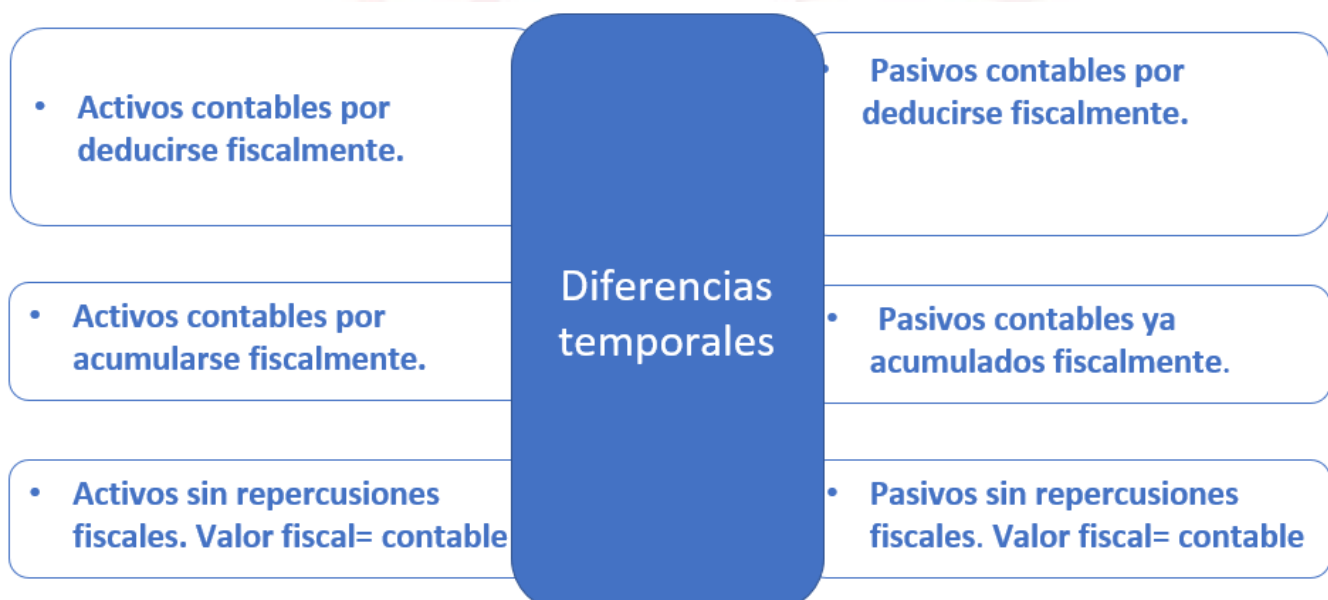 • Activos contables por
deducirse fiscalmente.
• Activos contables por
acumularse fiscalmente.
• Activos sin repercusiones
fiscales. Valor fiscal= contable
Diferencias
temporales
• Pasivos contables por
deducirse fiscalmente.
• Pasivos contables ya
acumulados fiscalmente.
• Pasivos sin repercusiones
fiscales. Valor fiscal= contable